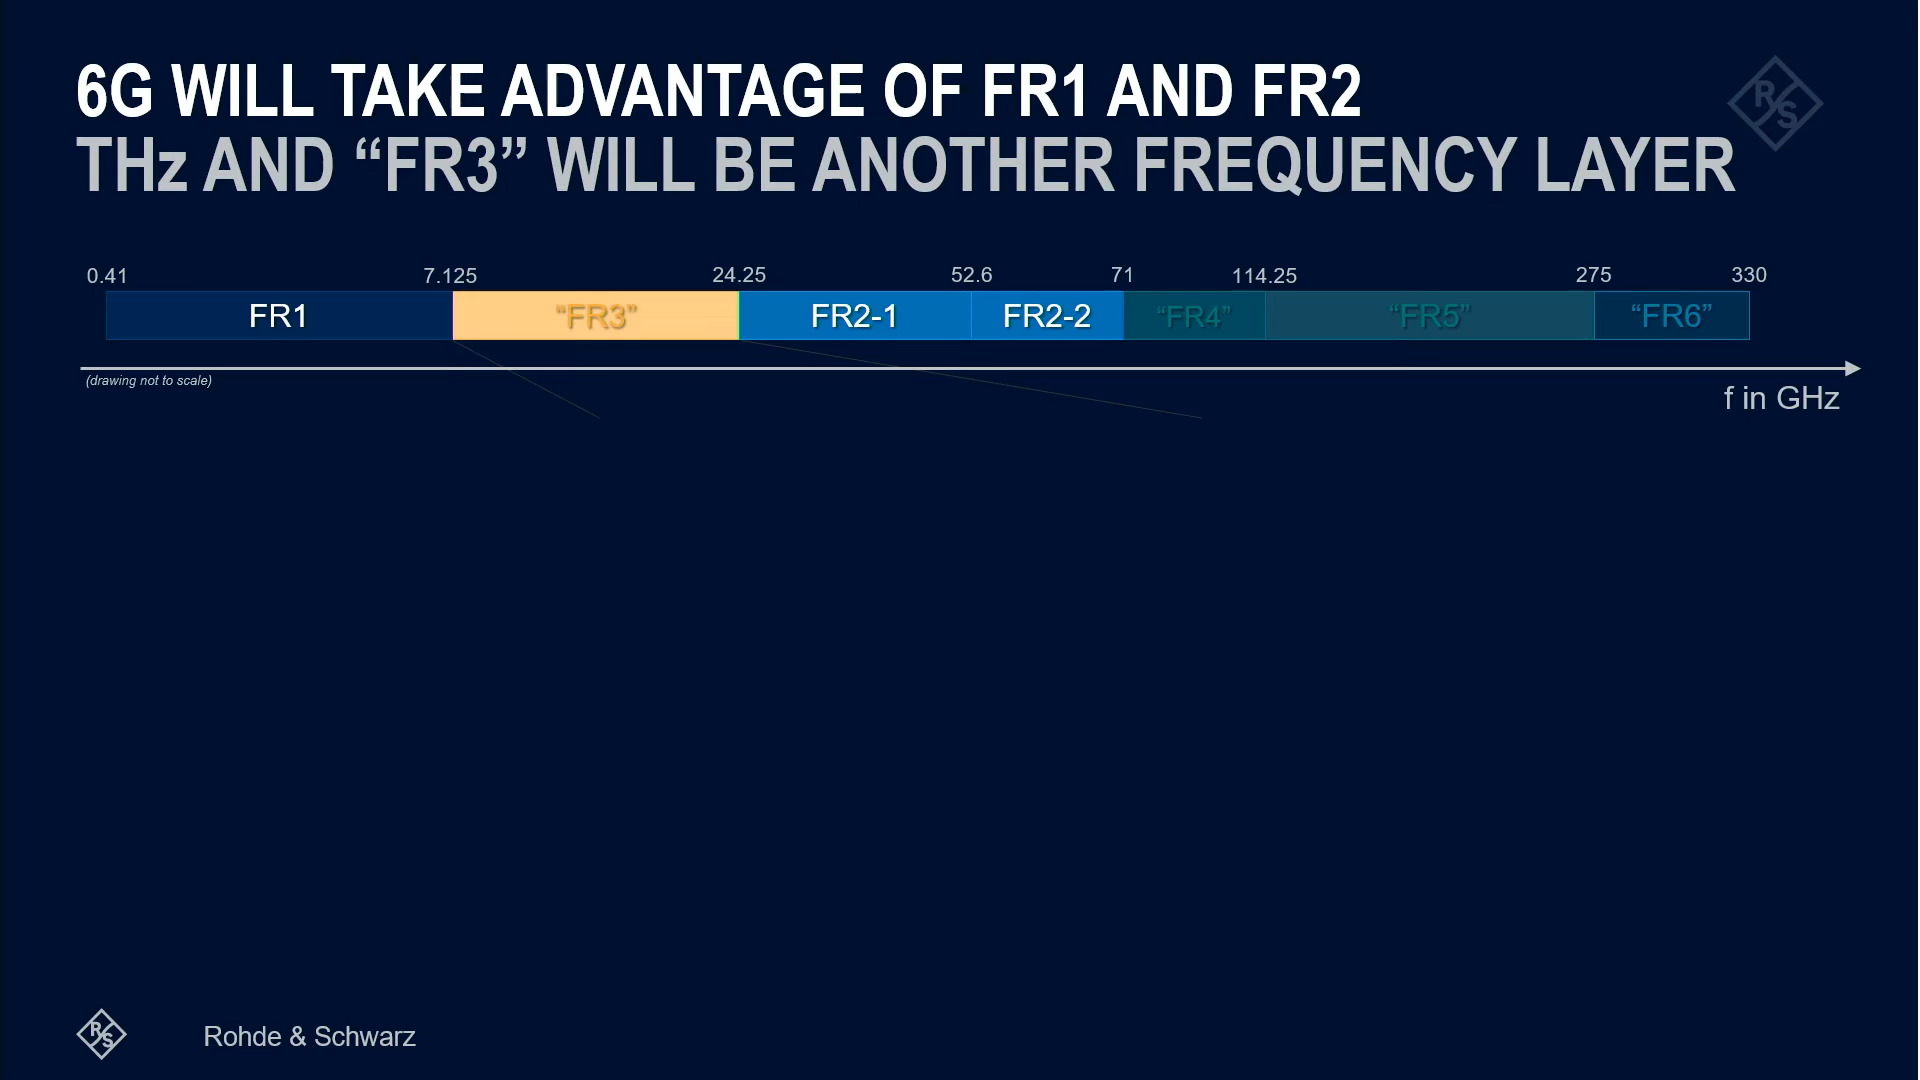 6G WILL TAKE ADVANTAGE OF FR1 AND FR2
THz AND “FR3” WILL BE ANOTHER FREQUENCY LAYER
R S
0.41 7.125 24.25 52.6 71 114.25 275 330
FR1 “FR3” FR2-1 FR2-2 “FR4” “FR5” “FR6”
(drawing not to scale)
f in GHz
R S Rohde & Schwarz